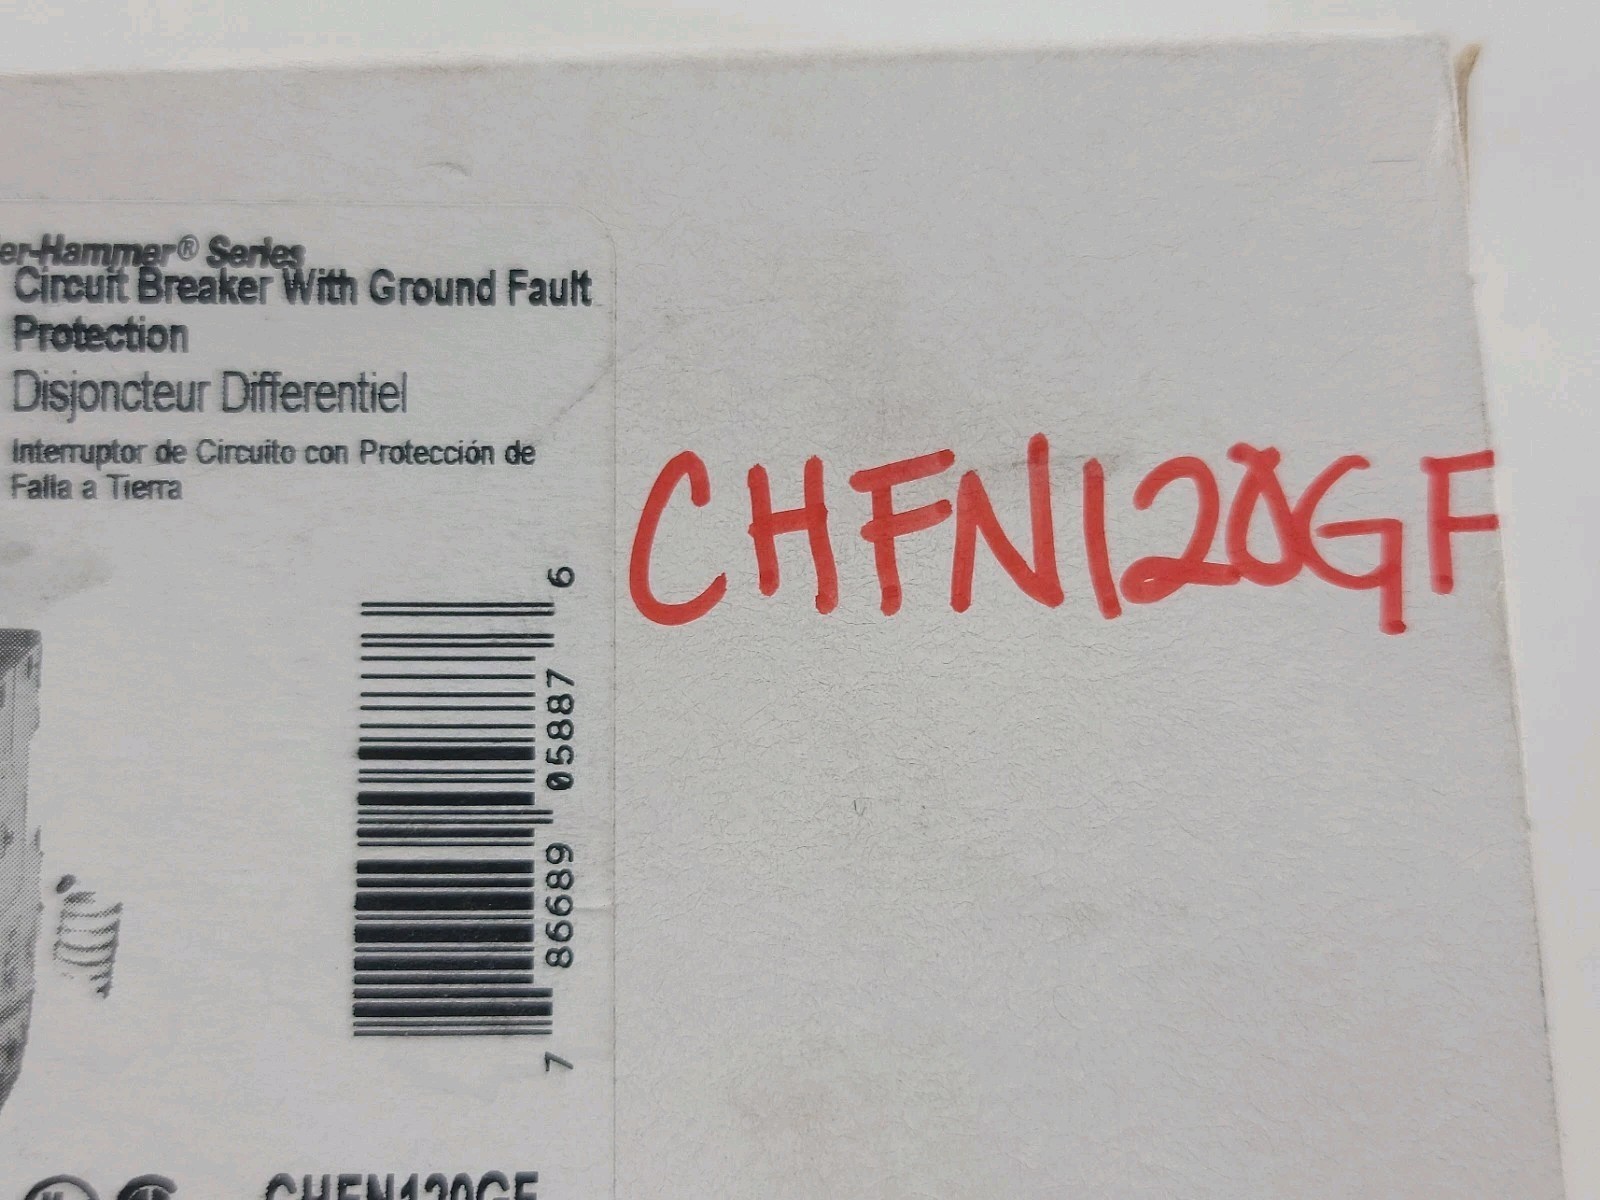 er-Hammer® Series
Circuit Breaker With Ground Fault
Protection
Disjoncteur Differentiel
Interruptor de Circuito con Protección de
Falla a Tierra
CHFN120GF
7 86689 05887 6
CHFN120GF